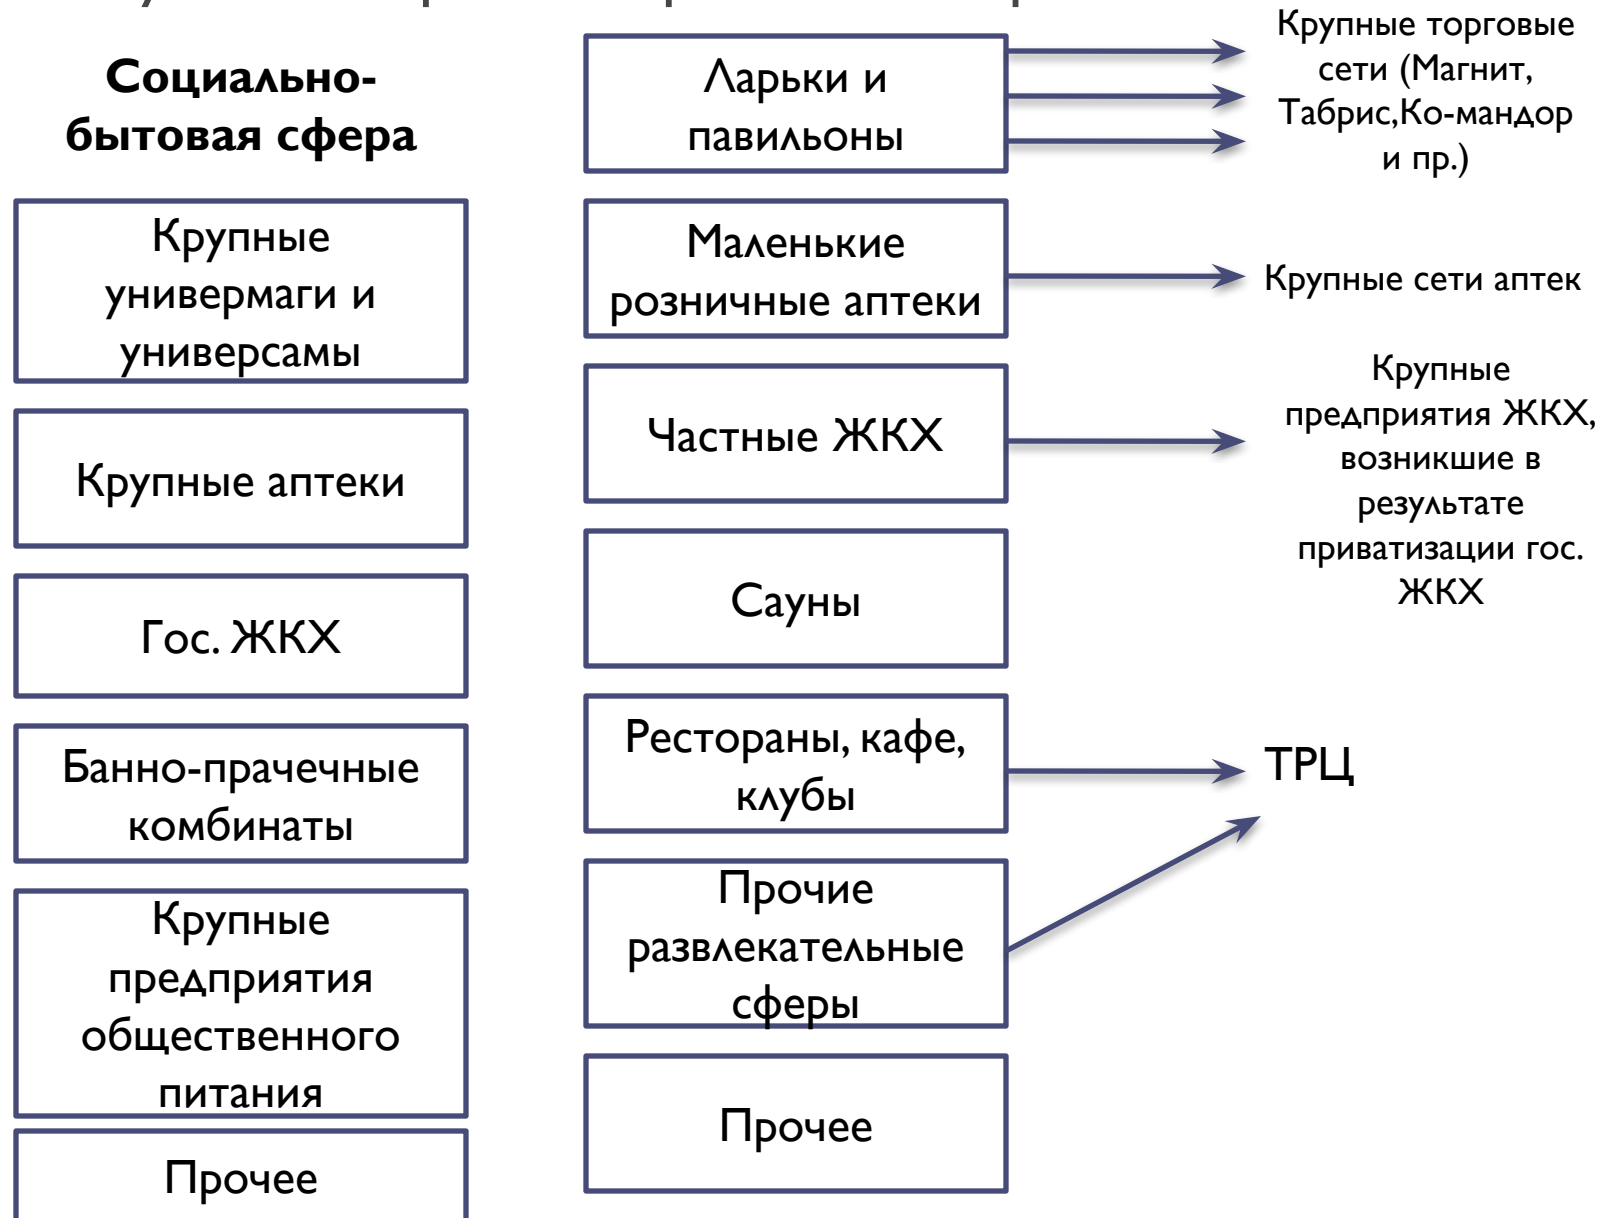 Социально-
бытовая сфера
Крупные
универмаги и
универсамы
Крупные аптеки
Гос. ЖКХ
Банно-прачечные
комбинаты
Крупные
предприятия
общественного
питания
Прочее
Ларьки и
павильоны
Маленькие
розничные аптеки
Частные ЖКХ
Сауны
Рестораны, кафе,
клубы
Прочие
развлекательные
сферы
Прочее
Крупные торговые
сети (Магнит,
Табрис,Ко-мандор
и пр.)
Крупные сети аптек
Крупные
предприятия ЖКХ,
возникшие в
результате
приватизации гос.
ЖКХ
ТРЦ